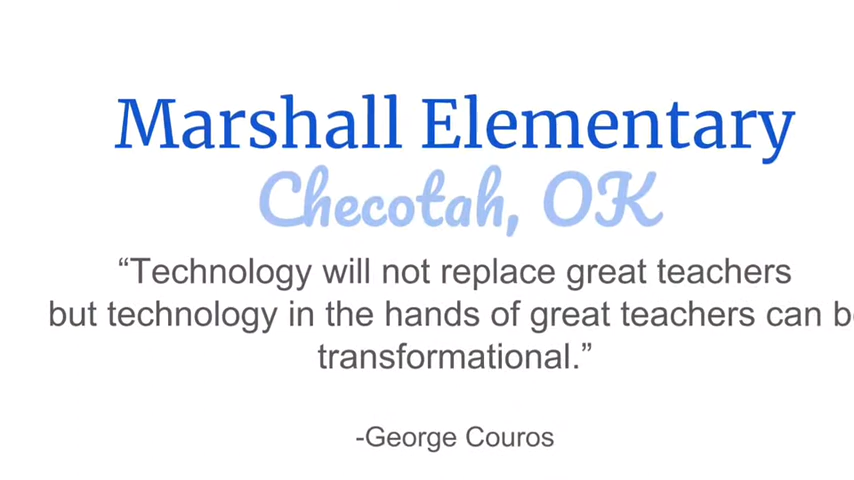 Marshall Elementary
Checotah, OK
“Technology will not replace great teachers
but technology in the hands of great teachers can be
transformational.”
-George Couros